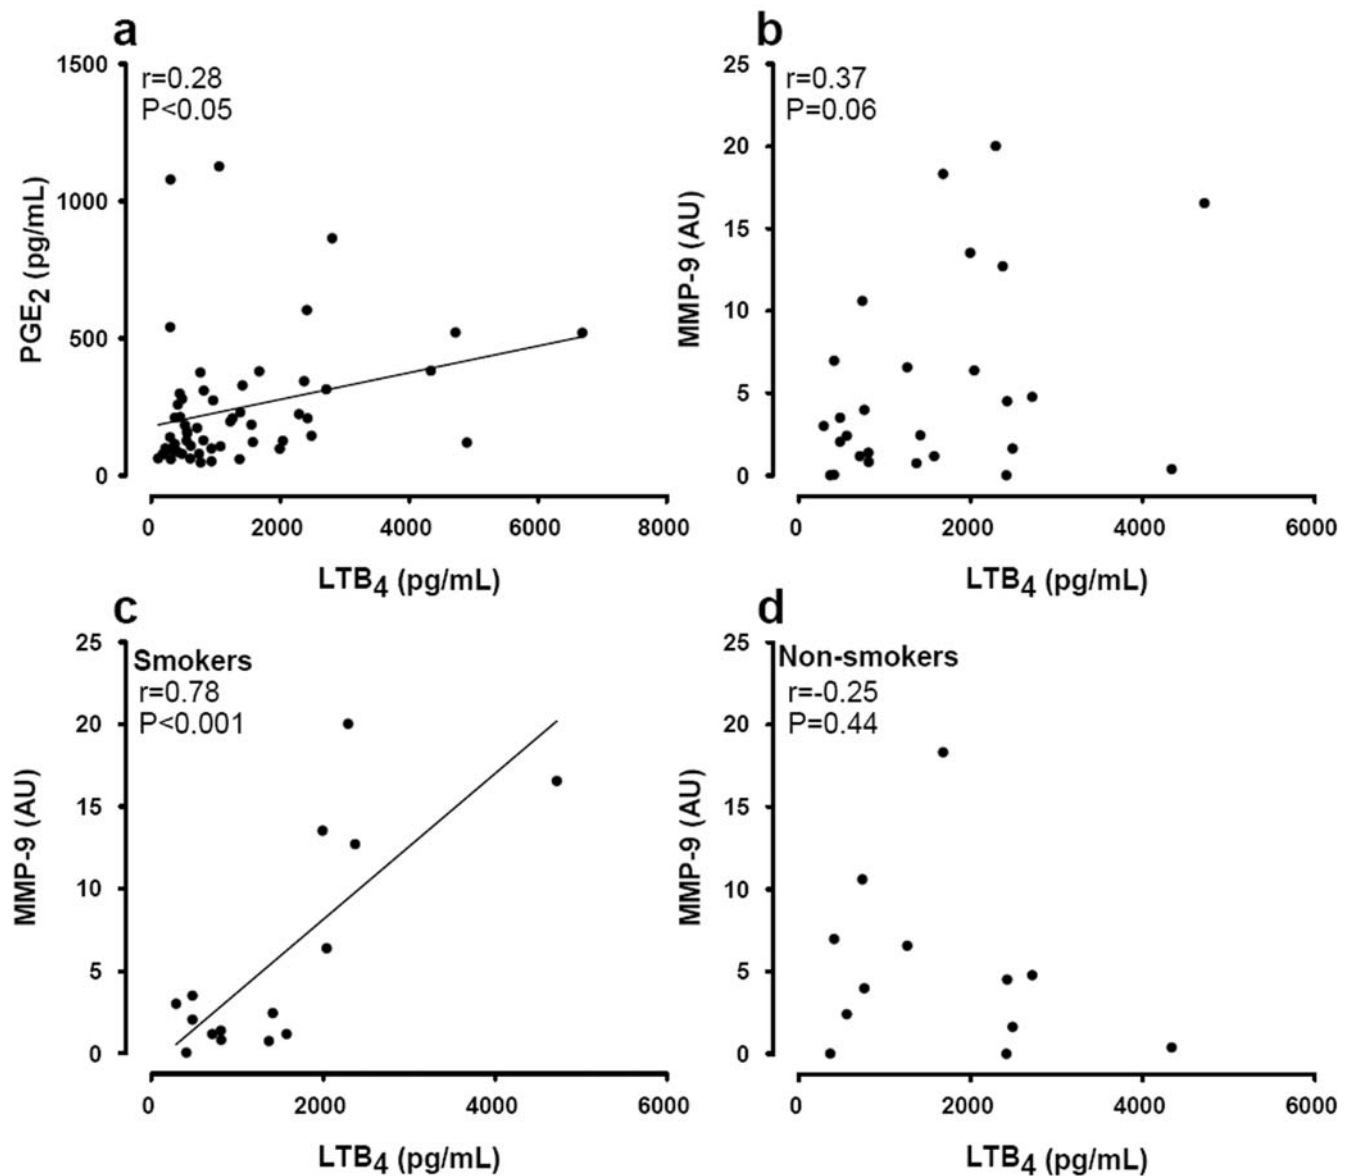 a
1500
1000
500
0
r=0.28
P<0.05
PGE2 (pg/mL)
0 2000 4000 6000 8000
LTB4 (pg/mL)
b
25
20
15
10
5
0
r=0.37
P=0.06
MMP-9 (AU)
0 2000 4000 6000
LTB4 (pg/mL)
c
25
20
15
10
5
0
Smokers
r=0.78
P<0.001
MMP-9 (AU)
0 2000 4000 6000
LTB4 (pg/mL)
d
25
20
15
10
5
0
Non-smokers
r=-0.25
P=0.44
MMP-9 (AU)
0 2000 4000 6000
LTB4 (pg/mL)